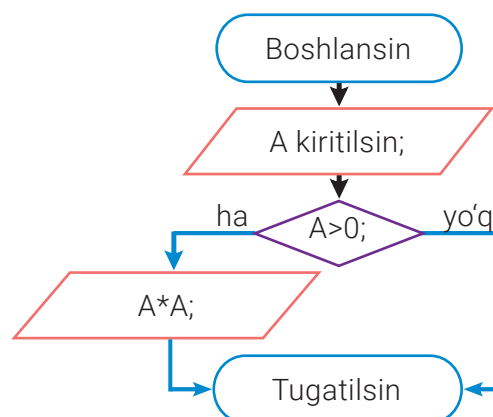 Boshlansin
A kiritilsin;
A>0;
ha
yo‘q
A*A;
Tugatilsin